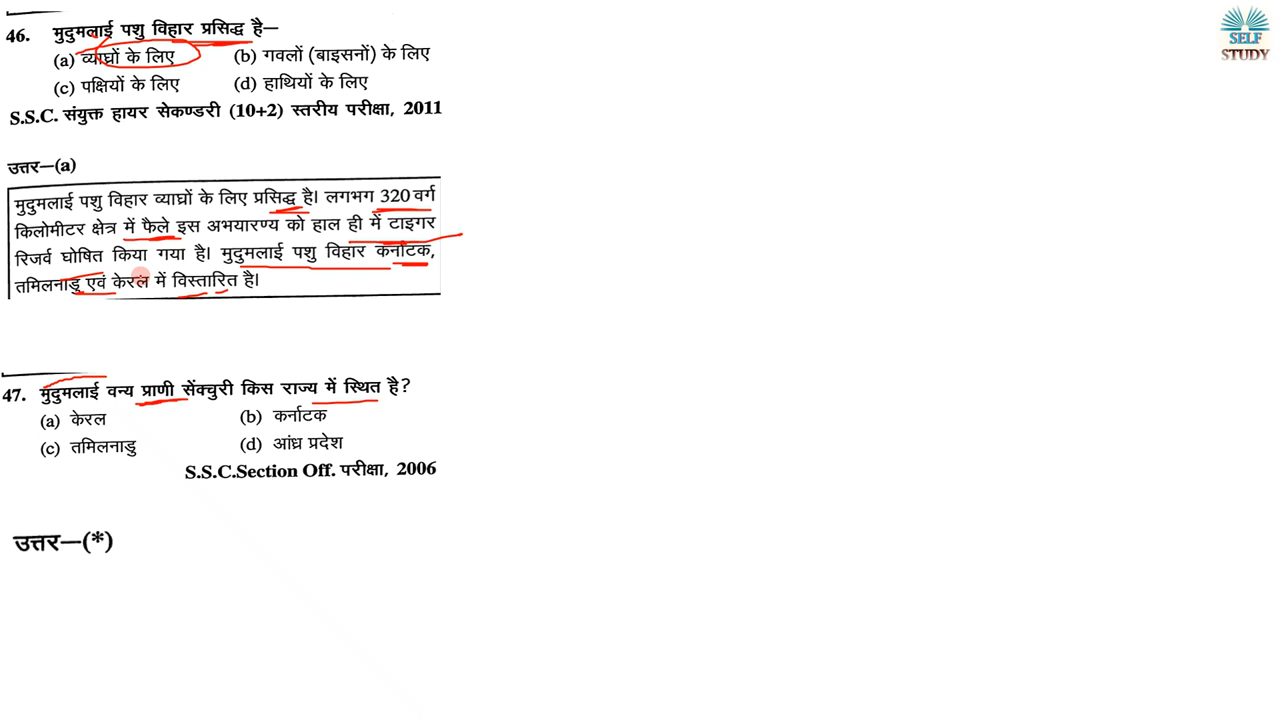 46. मुदुमलाई पशु विहार प्रसिद्ध है—
(a) व्याघ्रों के लिए (b) गवलों (बाइसनों) के लिए
(c) पक्षियों के लिए (d) हाथियों के लिए
S.S.C. संयुक्त हायर सेकण्डरी (10+2) स्तरीय परीक्षा, 2011
उत्तर—(a)
मुदुमलाई पशु विहार व्याघ्रों के लिए प्रसिद्ध है। लगभग 320 वर्ग
किलोमीटर क्षेत्र में फैले इस अभयारण्य को हाल ही में टाइगर
रिजर्व घोषित किया गया है। मुदुमलाई पशु विहार कर्नाटक,
तमिलनाडु एवं केरल में विस्तारित है।
47. मुदुमलाई वन्य प्राणी सेंक्चुरी किस राज्य में स्थित है?
(a) केरल (b) कर्नाटक
(c) तमिलनाडु (d) आंध्र प्रदेश
S.S.C.Section Off. परीक्षा, 2006
उत्तर—(*)
SELF
STUDY